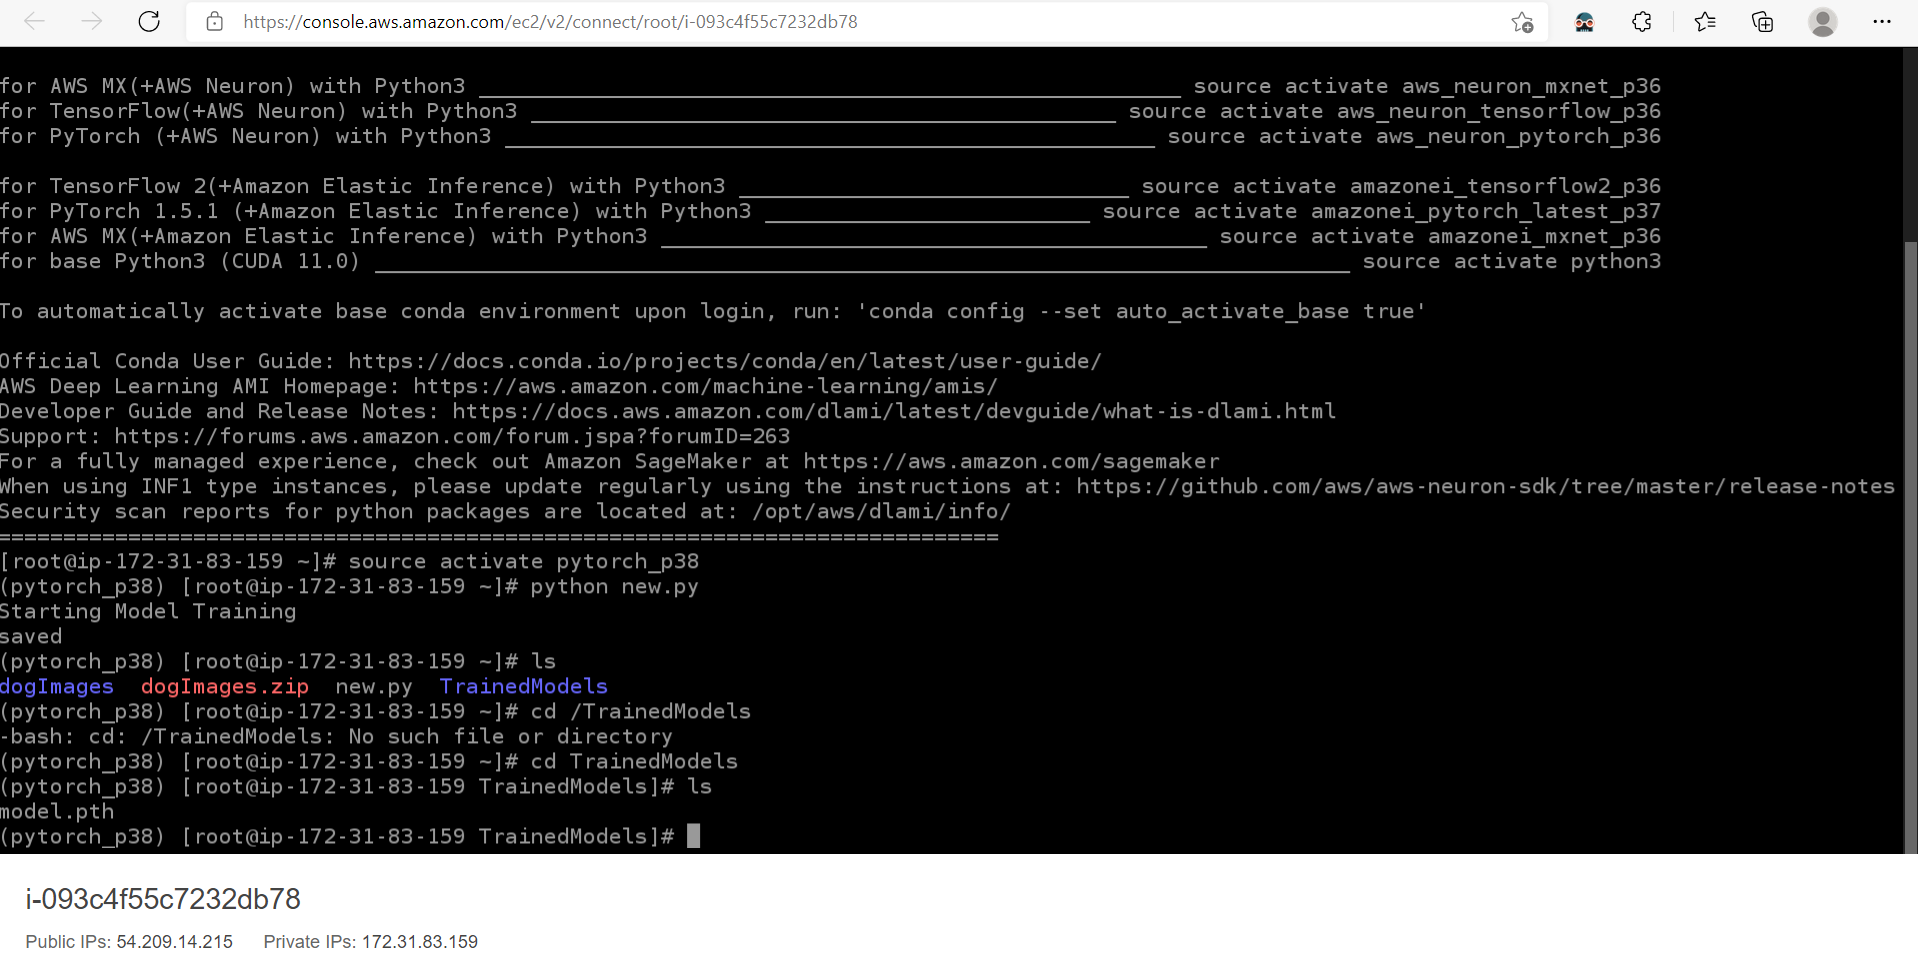 https://console.aws.amazon.com/ec2/v2/connect/root/i-093c4f55c7232db78
for AWS MX(+AWS Neuron) with Python3 ______________________________________________________ source activate aws_neuron_mxnet_p36
for TensorFlow(+AWS Neuron) with Python3 _____________________________________________ source activate aws_neuron_tensorflow_p36
for PyTorch (+AWS Neuron) with Python3 __________________________________________________ source activate aws_neuron_pytorch_p36
for TensorFlow 2(+Amazon Elastic Inference) with Python3 ______________________________ source activate amazonei_tensorflow2_p36
for PyTorch 1.5.1 (+Amazon Elastic Inference) with Python3 _________________________ source activate amazonei_pytorch_latest_p37
for AWS MX(+Amazon Elastic Inference) with Python3 __________________________________________ source activate amazonei_mxnet_p36
for base Python3 (CUDA 11.0) ___________________________________________________________________________ source activate python3
To automatically activate base conda environment upon login, run: 'conda config --set auto_activate_base true'
Official Conda User Guide: https://docs.conda.io/projects/conda/en/latest/user-guide/
AWS Deep Learning AMI Homepage: https://aws.amazon.com/machine-learning/amis/
Developer Guide and Release Notes: https://docs.aws.amazon.com/dlami/latest/devguide/what-is-dlami.html
Support: https://forums.aws.amazon.com/forum.jspa?forumID=263
For a fully managed experience, check out Amazon SageMaker at https://aws.amazon.com/sagemaker
When using INF1 type instances, please update regularly using the instructions at: https://github.com/aws/aws-neuron-sdk/tree/master/release-notes
Security scan reports for python packages are located at: /opt/aws/dlami/info/
=============================================================================
[root@ip-172-31-83-159 ~]# source activate pytorch_p38
(pytorch_p38) [root@ip-172-31-83-159 ~]# python new.py
Starting Model Training
saved
(pytorch_p38) [root@ip-172-31-83-159 ~]# ls
dogImages  dogImages.zip  new.py  TrainedModels
(pytorch_p38) [root@ip-172-31-83-159 ~]# cd /TrainedModels
-bash: cd: /TrainedModels: No such file or directory
(pytorch_p38) [root@ip-172-31-83-159 ~]# cd TrainedModels
(pytorch_p38) [root@ip-172-31-83-159 TrainedModels]# ls
model.pth
(pytorch_p38) [root@ip-172-31-83-159 TrainedModels]#
i-093c4f55c7232db78
Public IPs: 54.209.14.215 Private IPs: 172.31.83.159